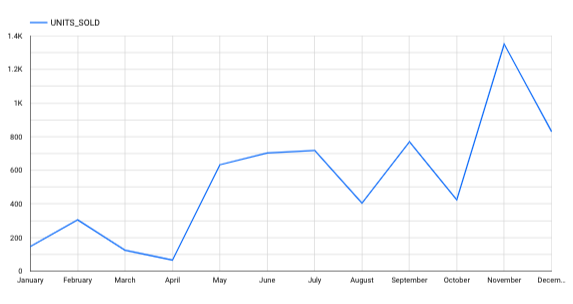 UNITS_SOLD
1.4K
1.2K
1K
800
600
400
200
0
January February March April May June July August September October November Decem...